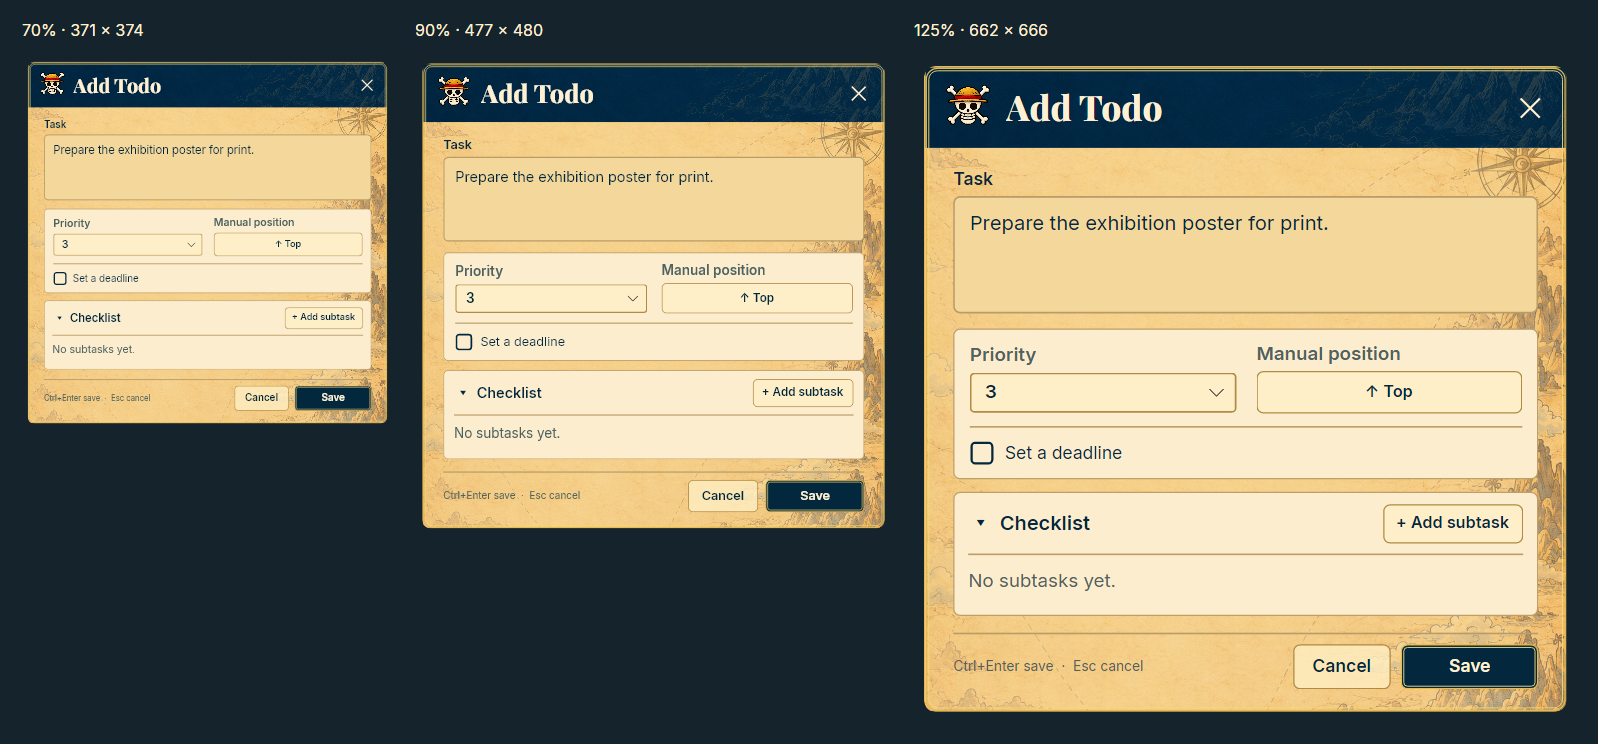 70% · 371 × 374
Add Todo
Task
Prepare the exhibition poster for print.
Priority
Manual position
3
↑ Top
Set a deadline
Checklist
+ Add subtask
No subtasks yet.
Ctrl+Enter save · Esc cancel
Cancel
Save
90% · 477 × 480
Add Todo
Task
Prepare the exhibition poster for print.
Priority
Manual position
3
↑ Top
Set a deadline
Checklist
+ Add subtask
No subtasks yet.
Ctrl+Enter save · Esc cancel
Cancel
Save
125% · 662 × 666
Add Todo
Task
Prepare the exhibition poster for print.
Priority
Manual position
3
↑ Top
Set a deadline
Checklist
+ Add subtask
No subtasks yet.
Ctrl+Enter save · Esc cancel
Cancel
Save